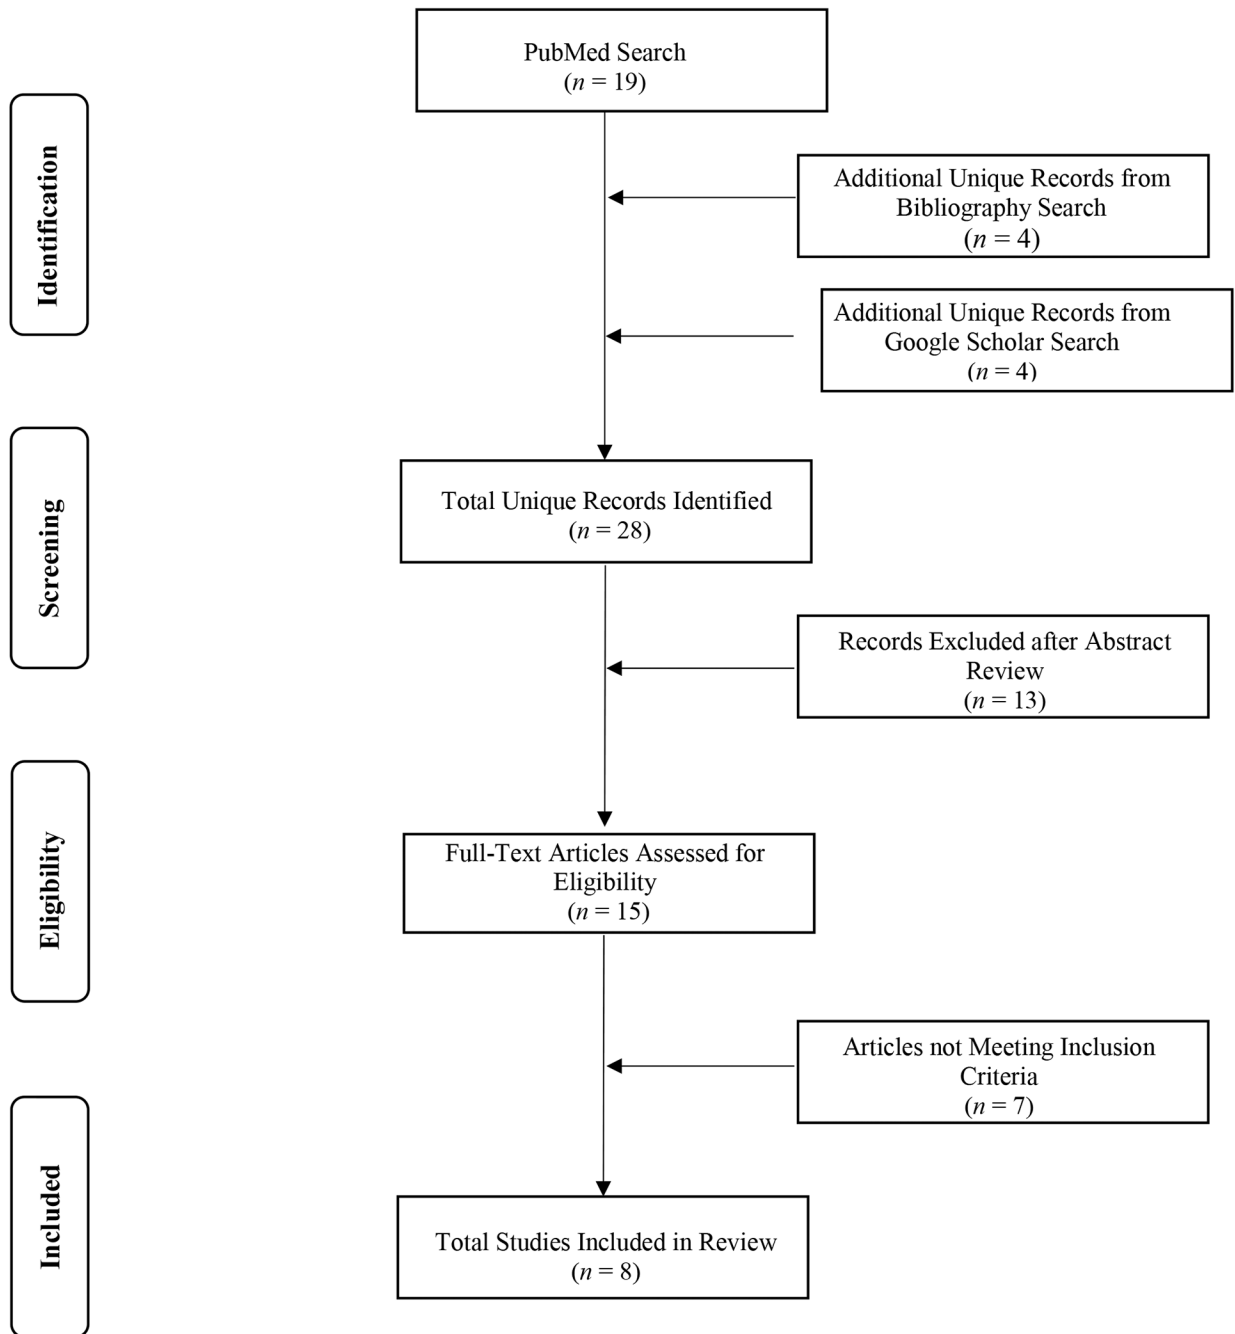 PubMed Search
(n = 19)
Identification
Additional Unique Records from
Bibliography Search
(n = 4)
Additional Unique Records from
Google Scholar Search
(n = 4)
Screening
Total Unique Records Identified
(n = 28)
Records Excluded after Abstract
Review
(n = 13)
Eligibility
Full-Text Articles Assessed for
Eligibility
(n = 15)
Articles not Meeting Inclusion
Criteria
(n = 7)
Included
Total Studies Included in Review
(n = 8)